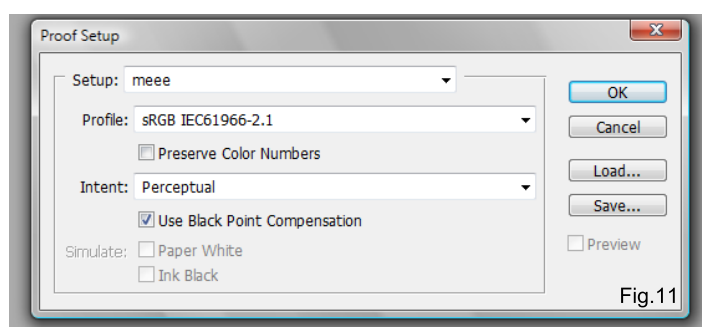 Proof Setup
Setup: meee
OK
Profile: sRGB IEC61966-2.1
Cancel
Preserve Color Numbers
Load...
Intent: Perceptual
Save...
Use Black Point Compensation
Simulate: Paper White
Preview
Ink Black
Fig.11